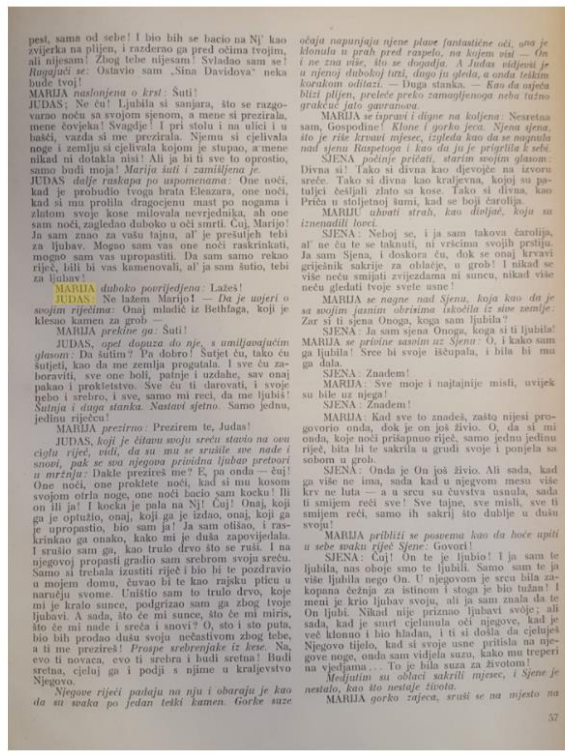 pest, sama od sebe! I bio bih se bacio na Nj' kao
zvijerka na plijen, i razderao ga pred očima tvojim,
ali nijesam! Zbog tebe nijesam! Svladao sam se!
Rugajući se: Ostavio sam „Sina Davidova" neka
bude tvoj!
MARIJA naslonjena o krst: Šuti!
JUDAS: Ne ću! Ljubila si sanjara, što se razgo-
varao noću sa svojom sjenom, a mene si prezirala,
mene čovjeka! Svagdje! I pri stolu i na ulici i u
bašči, vazda si me prezirala. Njemu si cjelivala
noge i zemlju si cjelivala kojom je stupao, a mene
nikad ni dotakla nisi! Ali ja bi ti sve to oprostio,
samo budi moja! Marija šuti i zamišljena je.
JUDAS dalje raskapa po uspomenama: One noći,
kad je probudio tvoga brata Eleazara, one noći,
kad si mu prolila dragocjenu mast po nogama i
zlatom svoje kose milovala nevrjednika, ah one
sam noći, zagledao duboko u oči smrti. Čuj, Marijo!
Ja sam znao za vašu tajnu, al' je prešutjeh tebi
za ljubav. Mogao sam vas one noći raskrinkati,
mogao sam vas upropastiti. Da sam samo rekao
riječ, bili bi vas kamenovali, al' ja sam šutio, tebi
za ljubav!
MARIJA duboko povrijedjena: Lažeš!
JUDAS: Ne lažem Marijo! — Da je uvjeri o
svojim riječima: Onaj mladić iz Bethfaga, koji je
klesao kamen za grob —
MARIJA prekine ga: Šuti!
JUDAS, opet dopuza do nje, s umiljavajućim
glasom: Da šutim? Pa dobro! Šutjet ću, tako ću
šutjeti, kao da me zemlja progutala. I sve ću za-
boraviti, sve one boli, patnje i uzdahe, sav onaj
pakao i prokletstvo. Sve ću ti darovati, i svoje
nebo i srebro, i sve, samo mi reci, da me ljubiš!
Šutnja i duga stanka. Nastavi sjetno. Samo jednu,
jedinu riječcu!
MARIJA prezirno: Prezirem te, Judas!
JUDAS, koji je čitavu svoju sreću stavio na ovu
ciglu riječ, vidi, da su mu se srušile sve nade i
snovi, pak se sva njegova prividna ljubav pretvori
u mržnju: Dakle prezireš me? E, pa onda — čuj!
One noći, one proklete noći, kad si mu kosom
svojom otrla noge, one noći bacio sam kocku! Ili
on ili ja! I kocka je pala na Nj! Čuj! Onaj, koji
ga je optužio, onaj, koji ga je izdao, onaj, koji ga
je upropastio, bio sam ja! Ja sam otišao, i ras-
krinkao ga onako, kako mi je duša zapovijedala.
I srušio sam ga, kao trulo drvo što se ruši. I na
njegovoj propasti gradio sam srebrom svoju sreću.
Samo si trebala izustiti riječ i bio bi te pozdravio
u mojem domu, čuvao bi te kao rajsku pticu u
naručju svome. Uništio sam to trulo drvo, koje
mi je kralo sunce, podgrizao sam ga zbog tvoje
ljubavi. A sada, što će mi sunce, što će mi miris,
što će mi nade i sreća i snovi? O, sto i sto puta,
bio bih prodao dušu svoju nečastivom zbog tebe,
a ti me prezireš! Prospe srebrenjake iz kese. Na,
evo ti novaca, evo ti srebra i budi sretna! Budi
sretna, cjeluj ga i podji s njime u kraljevstvo
Njegovo.
Njegove riječi padaju na nju i obaraju je kao
da su svaka po jedan teški kamen. Gorke suze
očaja napunjaju njene plave fantastične oči, ona je
klonula u prah pred raspelo, na kojem visi — On
i ne zna više, što se dogadja. A Judas vidjevši je
u njenoj dubokoj tuzi, dugo ju gleda, a onda teškim
korakom odilazi. — Duga stanka. — Kao da osjeća
blizi plijen, preleće preko zamagljenoga neba tužno
grakćuć jato gavranova.
MARIJA se ispravi i digne na koljena: Nesretna
sam, Gospodine! Klone i gorko jeca. Njena sjena,
što je riše krvavi mjesec, izgleda kao da se nagnula
nad sjenu Raspetoga i kao da ju je prigrlila k sebi.
SJENA počinje pričati, starim svojim glasom:
Divna si! Tako si divna kao djevojče na izvoru
sreće. Tako si divna kao kraljevna, kojoj su pa-
tuljci češljali zlato sa kose. Tako si divna, kao
Priča u stoljetnoj šumi, kad se boji čarolija.
MARIJU uhvati strah, kao divljač, koju su
iznenadili lovci.
SJENA: Neboj se, i ja sam takova čarolija,
al' ne ću te se taknuti, ni vršcima svojih prstiju.
Ja sam Sjena, i doskora ću, dok se onaj krvavi
griješnik sakrije za oblačje, u grob! I nikad se
više neću smijati zvijezdama ni suncu, nikad više
neću gledati tvoje svete usne!
MARIJA se nagne nad Sjenu, koja kao da je
sa svojim jasnim obrisima iskočila iz sive zemlje:
Zar si ti sjena Onoga, koga sam ljubila?
SJENA: Ja sam sjena Onoga, koga si ti ljubila!
MARIJA se privine sasvim uz Sjenu: O, i kako sam
ga ljubila! Srce bi svoje iščupala, i bila bi mu
ga dala.
SJENA: Znadem!
MARIJA: Sve moje i najtajnije misli, uvijek
su bile uz njega!
SJENA: Znadem!
MARIJA: Kad sve to znadeš, zašto nijesi pro-
govorio onda, dok je on još živio. O, da si mi
onda, koje noći prišapnuo riječ, samo jednu jedinu
riječ, bila bi te sakrila u grudi svoje i ponjela sa
sobom u grob.
SJENA: Onda je On još živio. Ali sada, kad
ga više ne ima, sada kad u njegovom mesu više
krv ne luta — a u srcu su čuvstva usnula, sada
ti smijem reći sve! Sve tajne, sve misli, sve ti
smijem reći, samo ih sakrij što dublje u dušu
svoju!
MARIJA približi se posvema kao da hoće upiti
u sebe svaku riječ Sjene: Govori!
SJENA: Čuj! On te je ljubio! I ja sam te
ljubila, nas oboje smo te ljubili. Samo sam te ja
više ljubila nego On. U njegovom je srcu bila za-
kopana čežnja za istinom i stoga je bio tužan! I
meni je krio ljubav svoju, ali ja sam znala da te
On ljubi. Nikad nije priznao ljubavi svoje; ali
sada, kad je smrt cjelunula oči njegove, kad je
već klonuo i bio hladan, i ti si došla da cjeluješ
Njegovo tijelo, kad si svoje usne pritisla na nje-
gove noge, onda sam vidjela suzu, kako mu treperi
na vjedjama... To je bila suza za životom!
Medjutim su oblaci sakrili mjesec, i Sjene je
nestalo, kao što nestaje života.
MARIJA gorko zajeca, sruši se na mjesto na
57